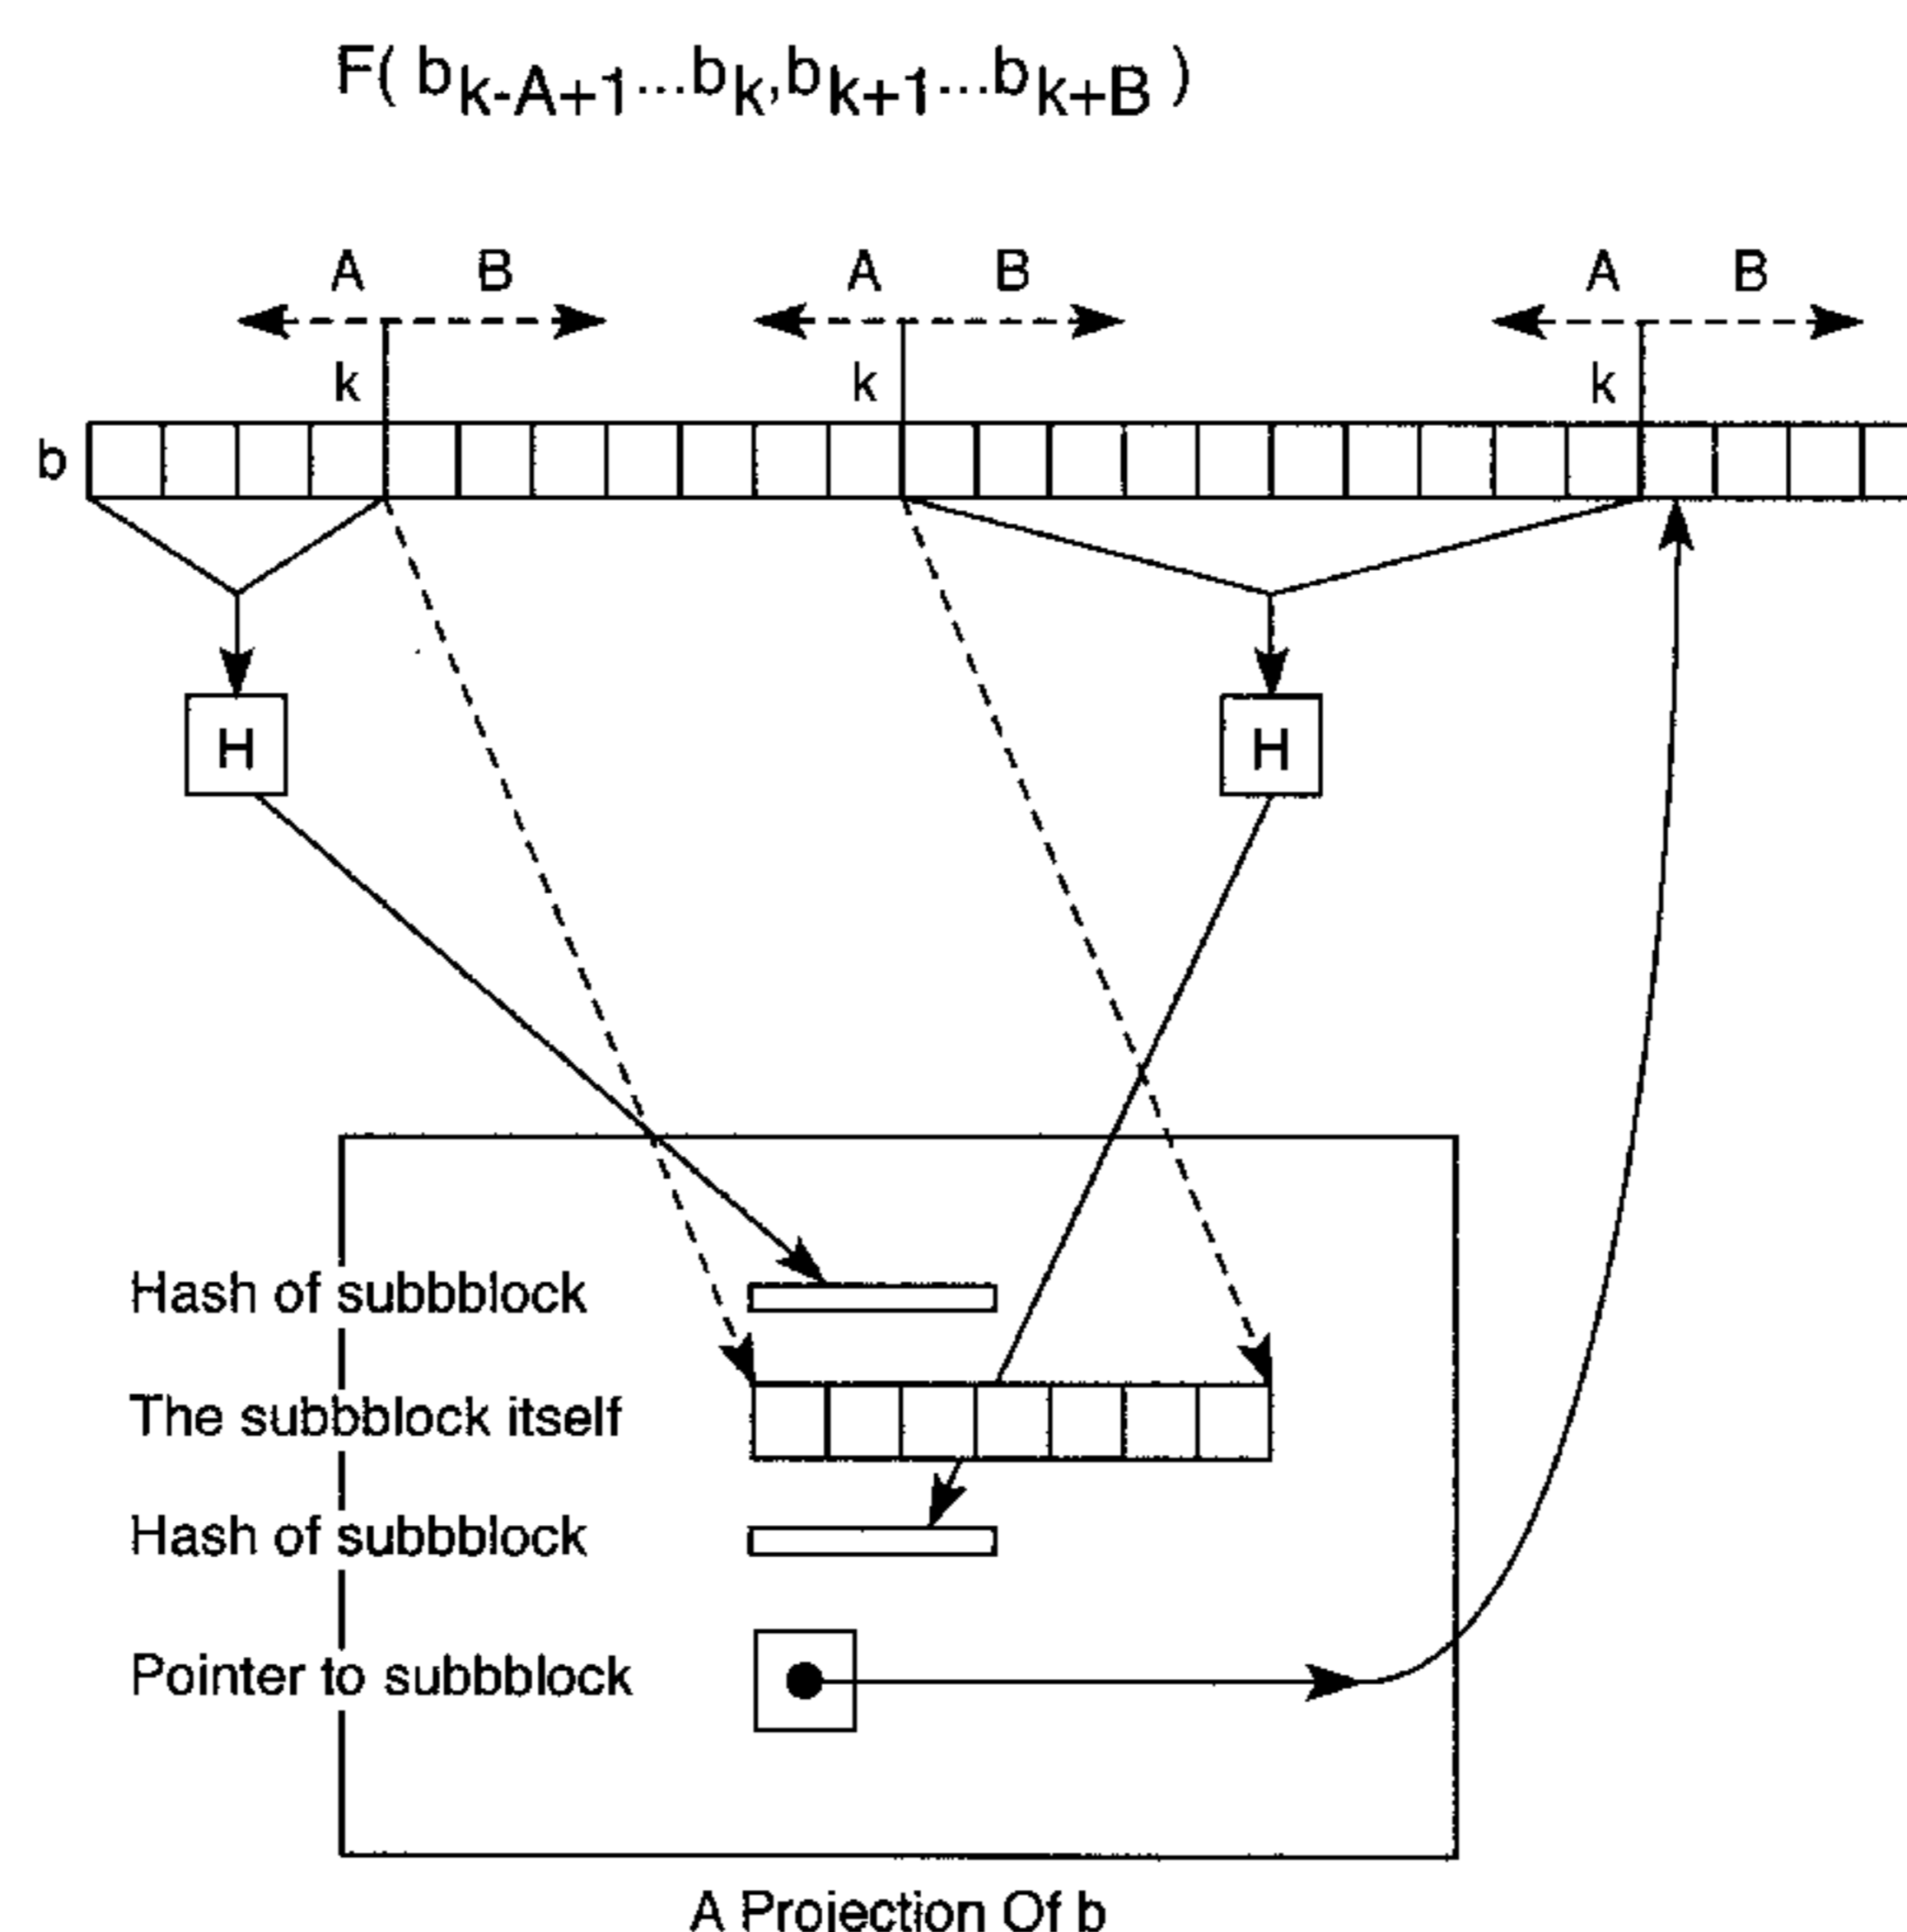 F( bk-A+1...bk,bk+1...bk+B )
A B A B A B
k k k
b
H H
Hash of subbblock
The subbblock itself
Hash of subbblock
Pointer to subbblock
A Projection Of b